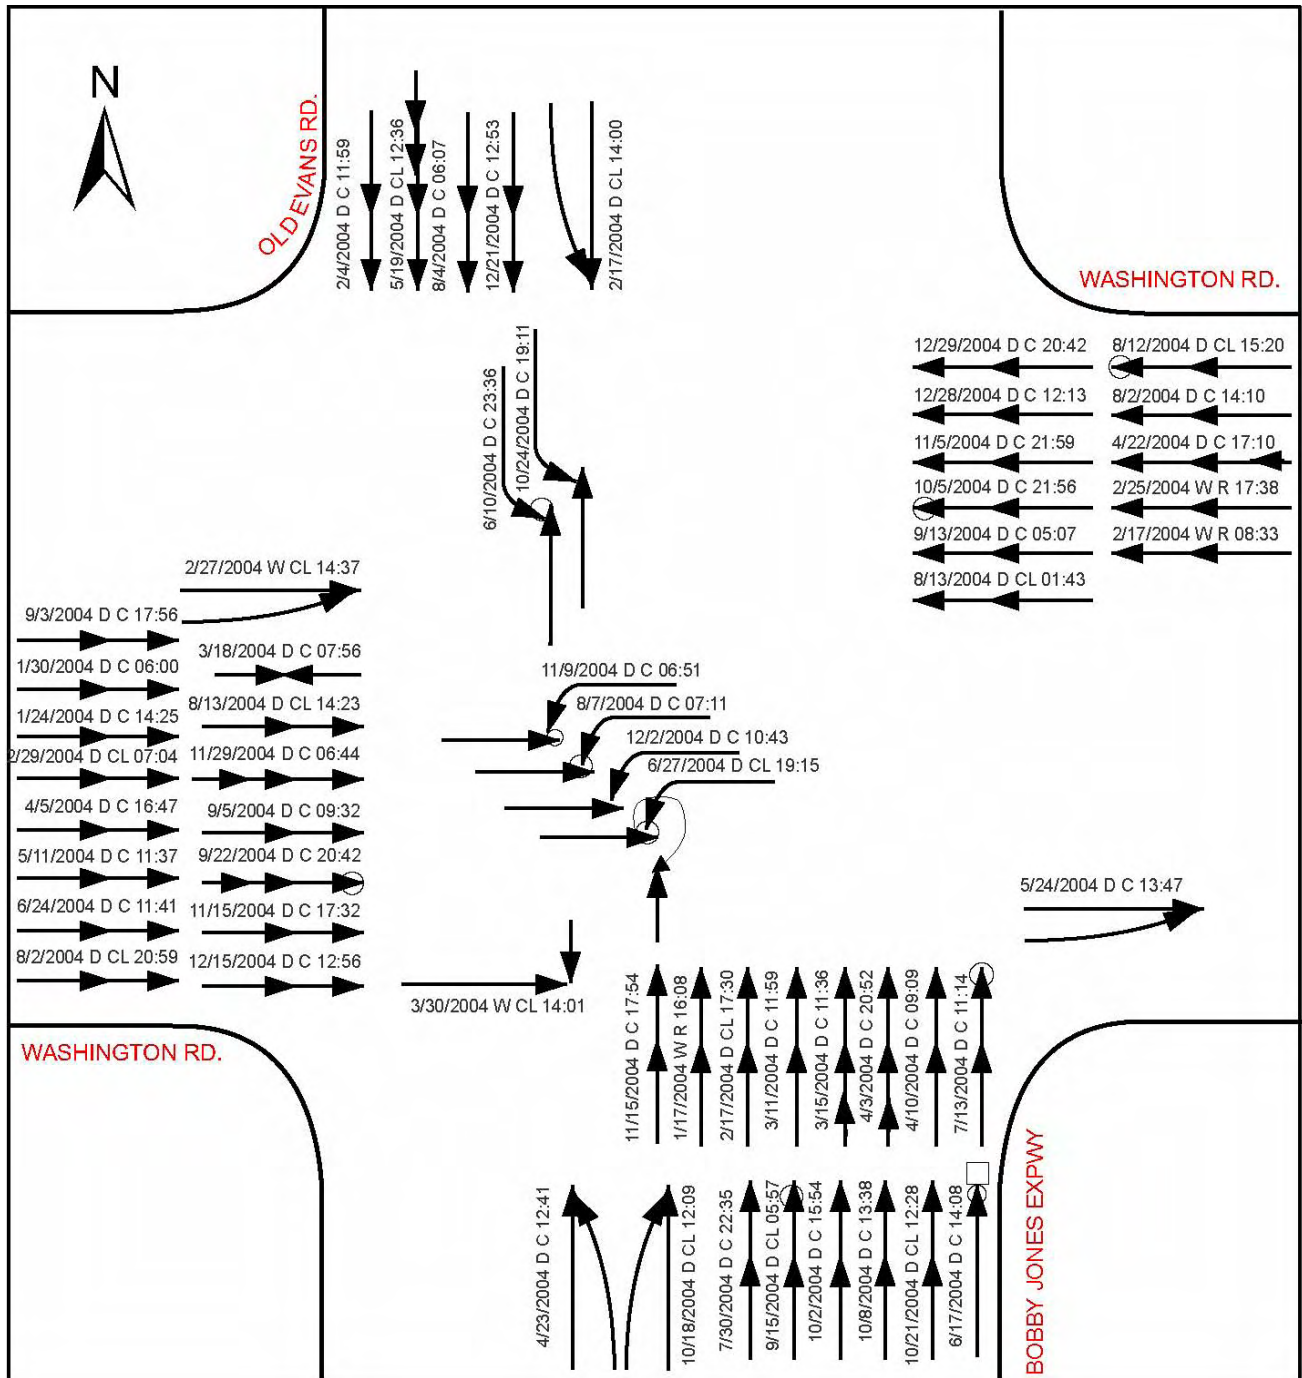 N
OLD EVANS RD.
2/4/2004 D C 11:59
5/19/2004 D CL 12:36
8/4/2004 D C 06:07
12/21/2004 D C 12:53
2/17/2004 D CL 14:00
WASHINGTON RD.
12/29/2004 D C 20:42
8/12/2004 D CL 15:20
12/28/2004 D C 12:13
8/2/2004 D C 14:10
11/5/2004 D C 21:59
4/22/2004 D C 17:10
10/5/2004 D C 21:56
2/25/2004 W R 17:38
9/13/2004 D C 05:07
2/17/2004 W R 08:33
8/13/2004 D CL 01:43
6/10/2004 D C 23:36
10/24/2004 D C 19:11
2/27/2004 W CL 14:37
9/3/2004 D C 17:56
3/18/2004 D C 07:56
1/30/2004 D C 06:00
8/13/2004 D CL 14:23
1/24/2004 D C 14:25
11/29/2004 D C 06:44
2/29/2004 D CL 07:04
9/5/2004 D C 09:32
4/5/2004 D C 16:47
9/22/2004 D C 20:42
5/11/2004 D C 11:37
11/15/2004 D C 17:32
6/24/2004 D C 11:41
12/15/2004 D C 12:56
8/2/2004 D CL 20:59
11/9/2004 D C 06:51
8/7/2004 D C 07:11
12/2/2004 D C 10:43
6/27/2004 D CL 19:15
5/24/2004 D C 13:47
3/30/2004 W CL 14:01
11/15/2004 D C 17:54
1/17/2004 W R 16:08
2/17/2004 D CL 17:30
3/11/2004 D C 11:59
3/15/2004 D C 11:36
4/3/2004 D C 20:52
4/10/2004 D C 09:09
7/13/2004 D C 11:14
WASHINGTON RD.
4/23/2004 D C 12:41
10/18/2004 D CL 12:09
7/30/2004 D C 22:35
9/15/2004 D CL 05:57
10/2/2004 D C 15:54
10/8/2004 D C 13:38
10/21/2004 D CL 12:28
6/17/2004 D C 14:08
BOBBY JONES EXPWY